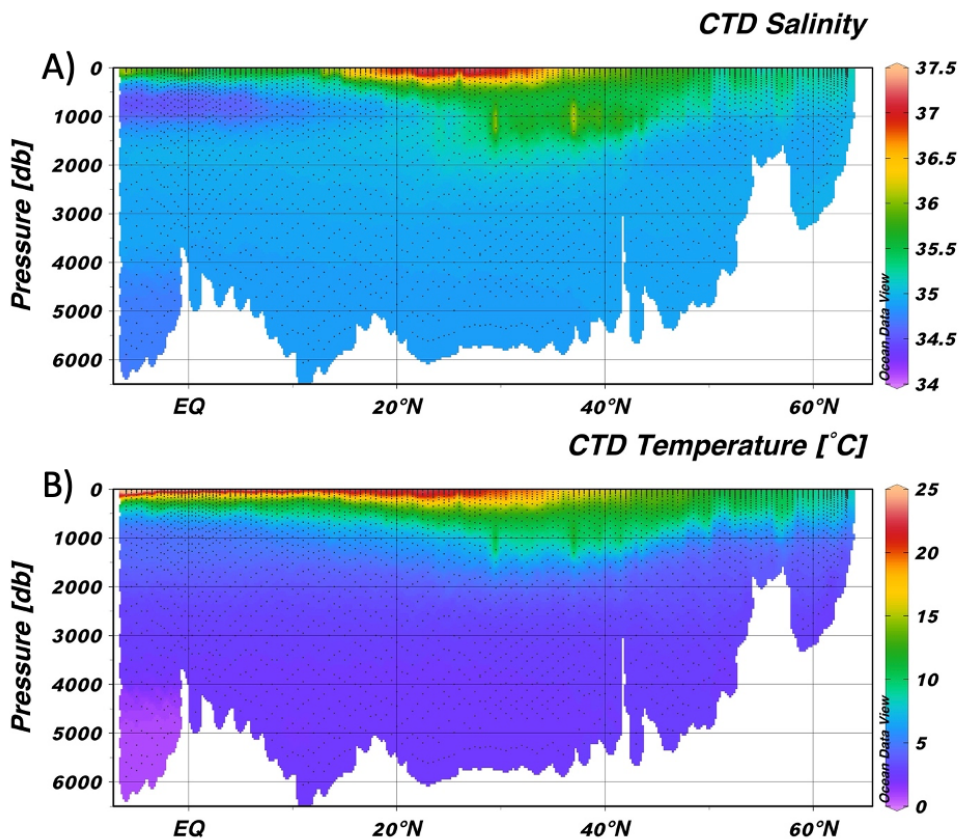 CTD Salinity
A)
0
1000
2000
3000
4000
5000
6000
Pressure [db]
EQ
20°N
40°N
60°N
37.5
37
36.5
36
35.5
35
34.5
34
Ocean Data View
CTD Temperature [°C]
B)
0
1000
2000
3000
4000
5000
6000
Pressure [db]
EQ
20°N
40°N
60°N
25
20
15
10
5
0
Ocean Data View